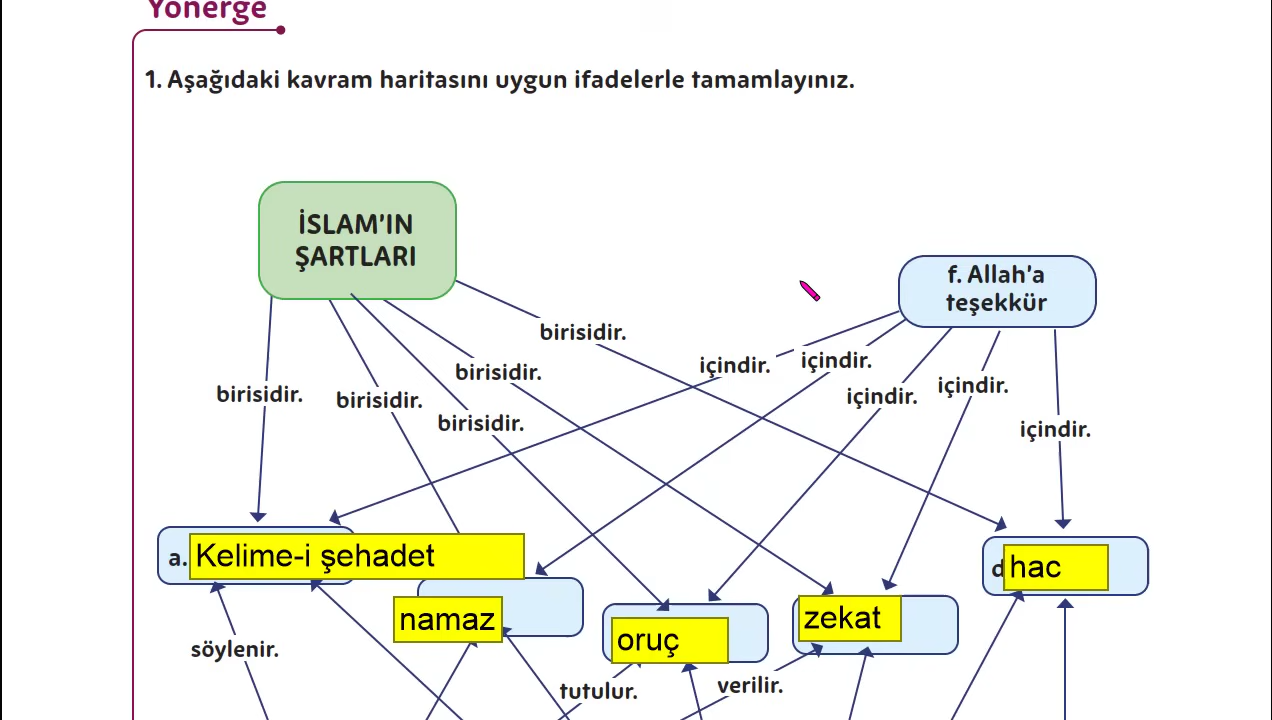 Yönerge
1. Aşağıdaki kavram haritasını uygun ifadelerle tamamlayınız.
İSLAM'IN
ŞARTLARI
f. Allah'a
teşekkür
birisidir.
birisidir.
birisidir.
birisidir.
birisidir.
içindir.
içindir.
içindir.
içindir.
içindir.
a. Kelime-i şehadet
namaz
oruç
zekat
d hac
söylenir.
tutulur.
verilir.